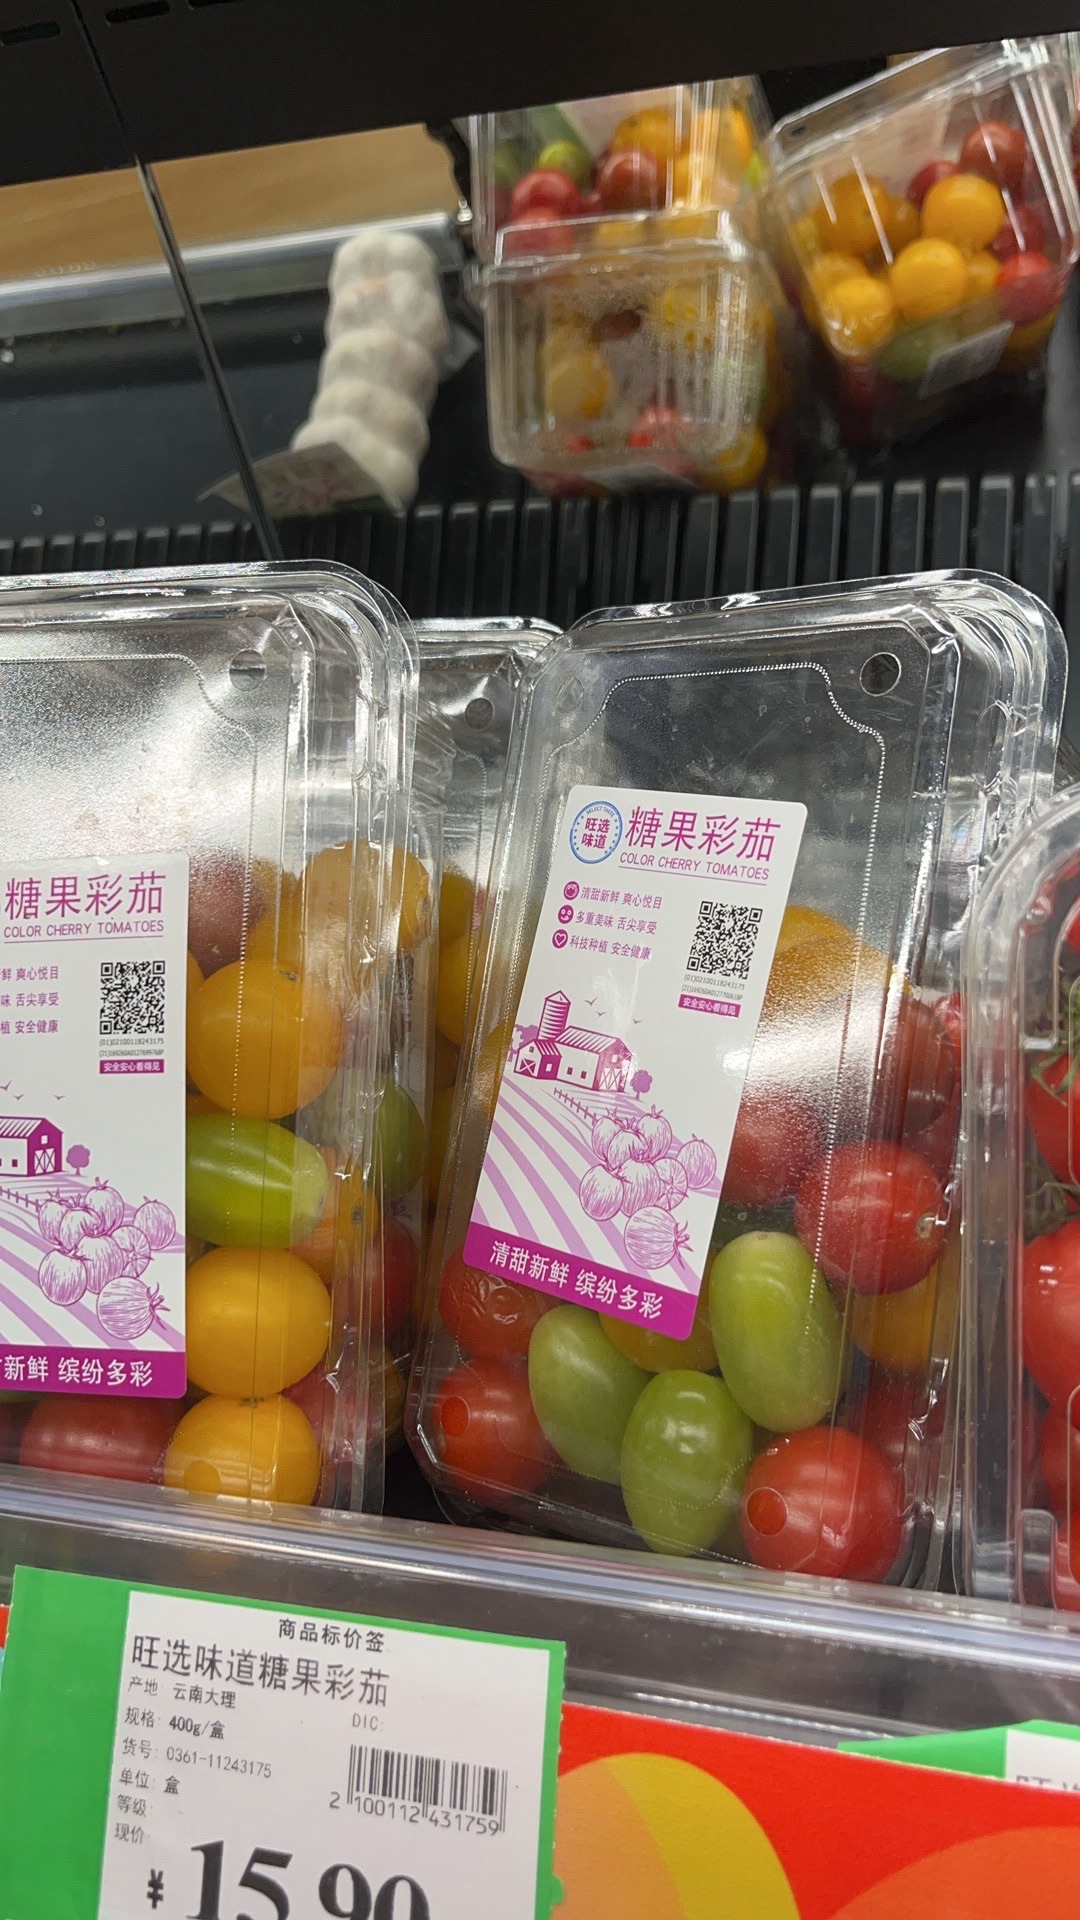 糖果彩茄
COLOR CHERRY TOMATOES
鲜 爽心悦目
味 舌尖享受
植 安全健康
安全安心看得见
新鲜 缤纷多彩
SELECT TASTE
旺选
味道
糖果彩茄
COLOR CHERRY TOMATOES
清甜新鲜 爽心悦目
多重美味 舌尖享受
科技种植 安全健康
(01)02100118243175
安全安心看得见
清甜新鲜 缤纷多彩
商品标价签
旺选味道糖果彩茄
产地: 云南大理
规格: 400g/盒
DIC:
货号: 0361-11243175
单位: 盒
等级:
现价:
2 100112 431759
¥ 15.90